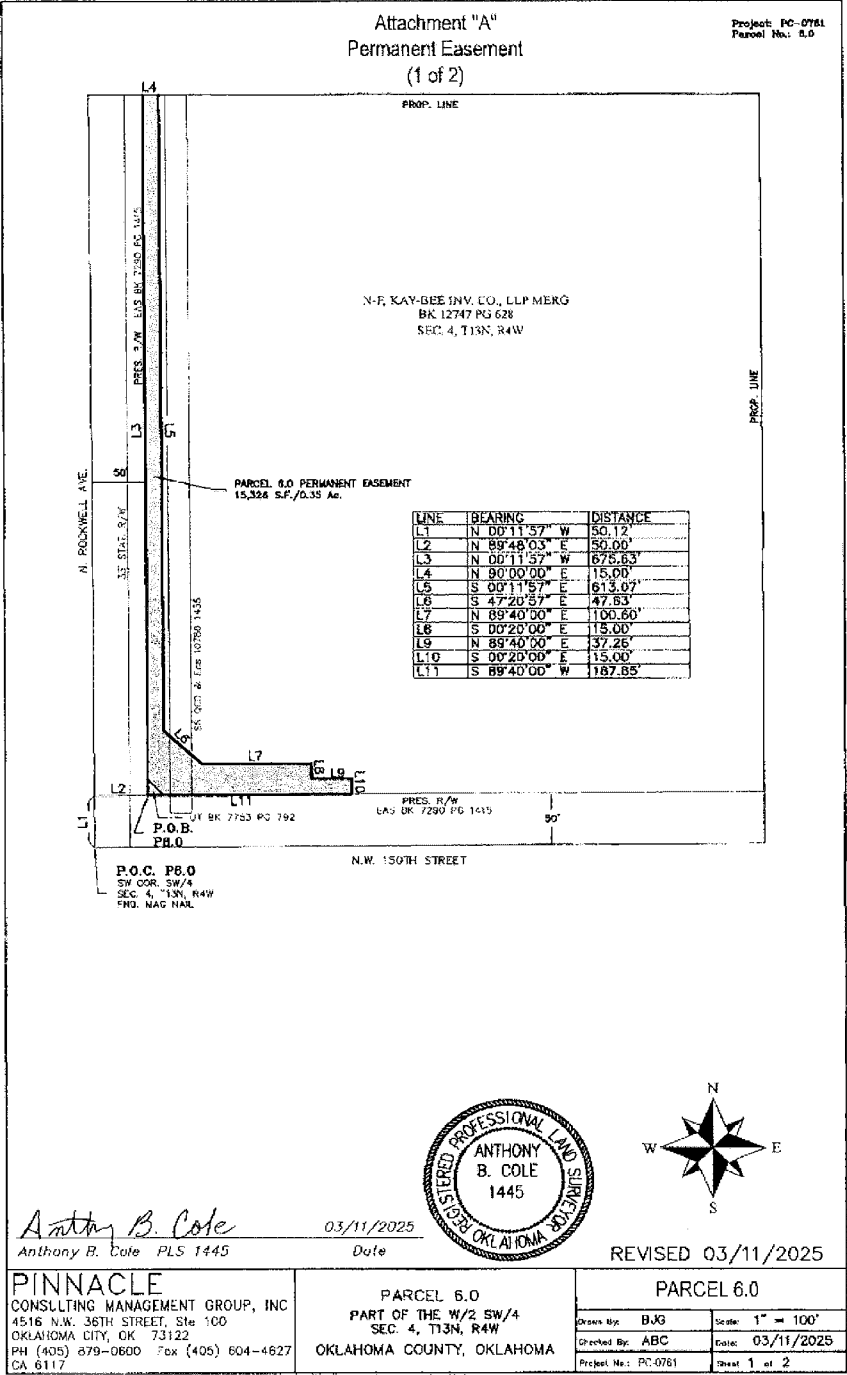 Attachment "A"
Permanent Easement
(1 of 2)
Project: PC-0761
Parcel No.: 6.0
L4
PROP. LINE
PRES. R/W EAS BK 7290 PG 1415
N-F, KAY-BEE INV. CO., LLP MERG
BK 12747 PG 628
SEC. 4, T13N, R4W
PROP. LINE
L3
L5
50'
N. ROCKWELL AVE.
33' STAT. R/W
PARCEL 6.0 PERMANENT EASEMENT
15,326 S.F./0.35 Ac.
LINE BEARING DISTANCE
L1 N 00°11'57" W 50.12'
L2 N 89°48'03" E 50.00'
L3 N 00°11'57" W 675.63'
L4 N 90°00'00" E 15.00'
L5 S 00°11'57" E 613.07'
L6 S 47°20'57" E 47.63'
L7 N 89°40'00" E 100.60'
L8 S 00°20'00" E 15.00'
L9 N 89°40'00" E 37.26'
L10 S 00°20'00" E 15.00'
L11 S 89°40'00" W 187.85'
10780 1435
L6
L7
L8
L9
L10
L2
L11
L1
UT BK 7753 PG 792
PRES. R/W
EAS BK 7290 PG 1415
50'
P.O.B.
P6.0
N.W. 150TH STREET
P.O.C. P6.0
SW COR. SW/4
SEC. 4, T13N, R4W
FND. MAG NAIL
REGISTERED PROFESSIONAL LAND SURVEYOR
ANTHONY
B. COLE
1445
OKLAHOMA
N
W
E
S
Anthony B. Cole
Anthony B. Cole PLS 1445
03/11/2025
Date
REVISED 03/11/2025
PINNACLE
CONSULTING MANAGEMENT GROUP, INC
4516 N.W. 36TH STREET, Ste 100
OKLAHOMA CITY, OK 73122
PH (405) 879-0600 Fax (405) 604-4627
CA 6117
PARCEL 6.0
PART OF THE W/2 SW/4
SEC. 4, T13N, R4W
OKLAHOMA COUNTY, OKLAHOMA
PARCEL 6.0
Drawn By: BJG Scale: 1" = 100'
Checked By: ABC Date: 03/11/2025
Project No.: PC-0761 Sheet 1 of 2